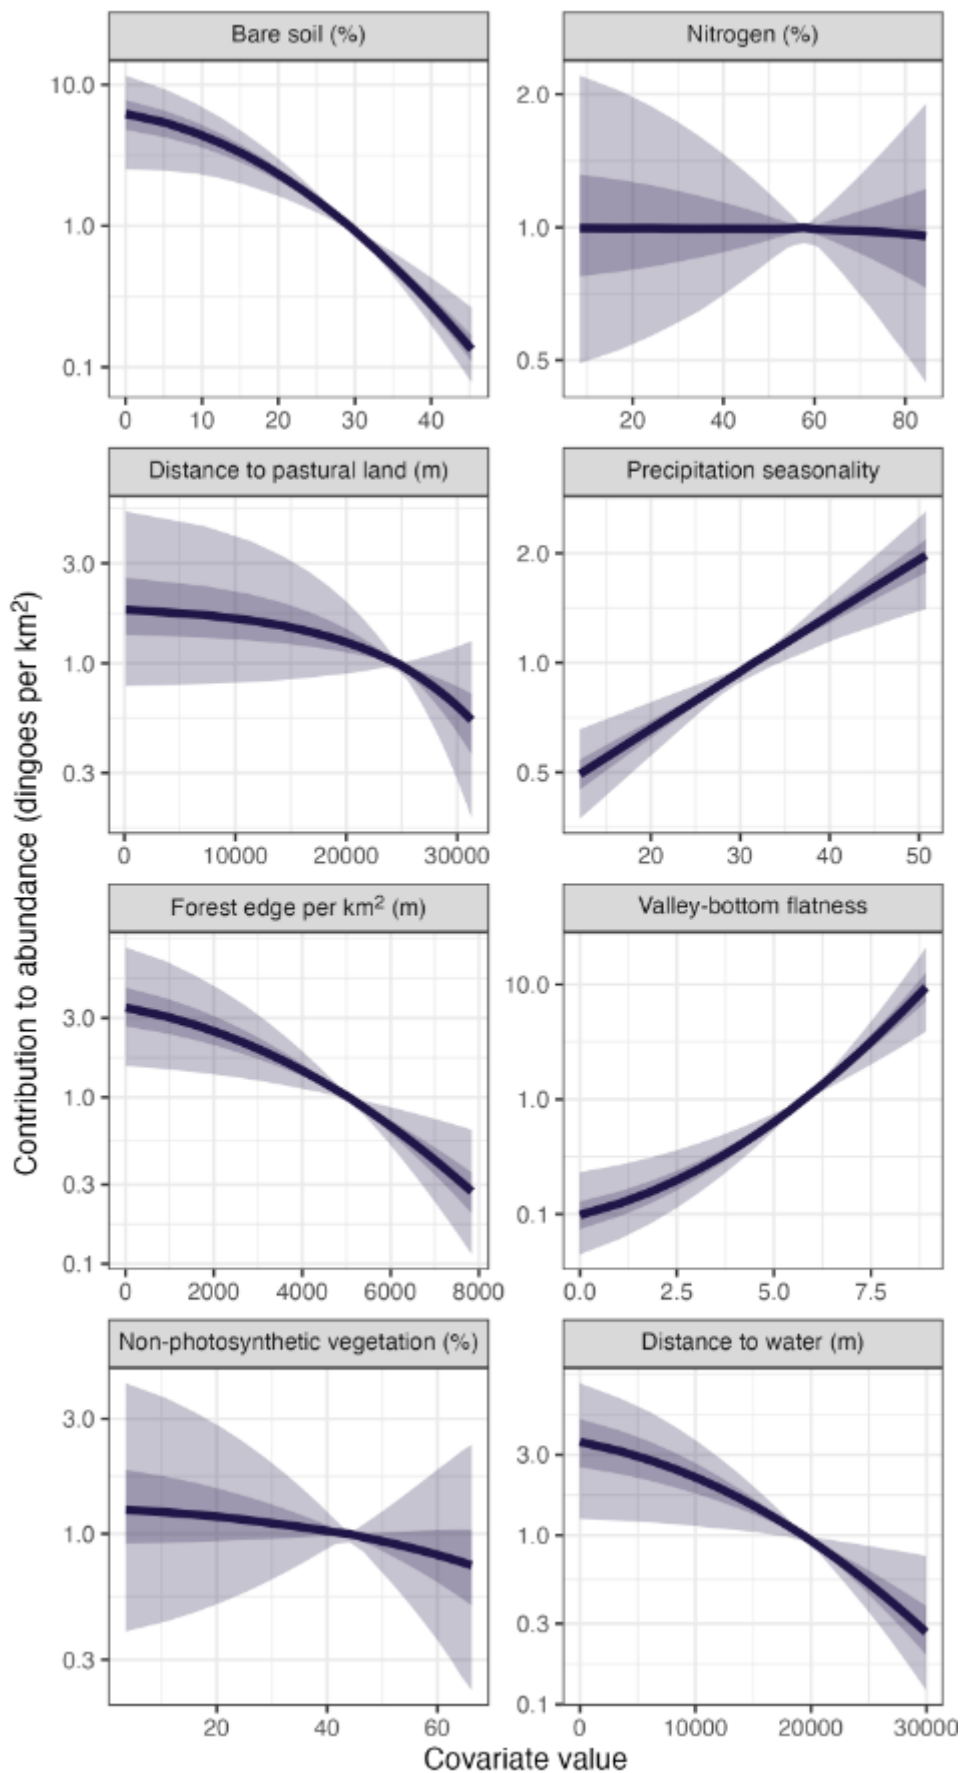 Bare soil (%)
Nitrogen (%)
10.0
1.0
0.1
2.0
1.0
0.5
0 10 20 30 40
20 40 60 80
Distance to pastural land (m)
Precipitation seasonality
3.0
1.0
0.3
2.0
1.0
0.5
0 10000 20000 30000
20 30 40 50
Contribution to abundance (dingoes per km²)
Forest edge per km² (m)
Valley-bottom flatness
3.0
1.0
0.3
0.1
10.0
1.0
0.1
0 2000 4000 6000 8000
0.0 2.5 5.0 7.5
Non-photosynthetic vegetation (%)
Distance to water (m)
3.0
1.0
0.3
3.0
1.0
0.3
0.1
20 40 60
0 10000 20000 30000
Covariate value